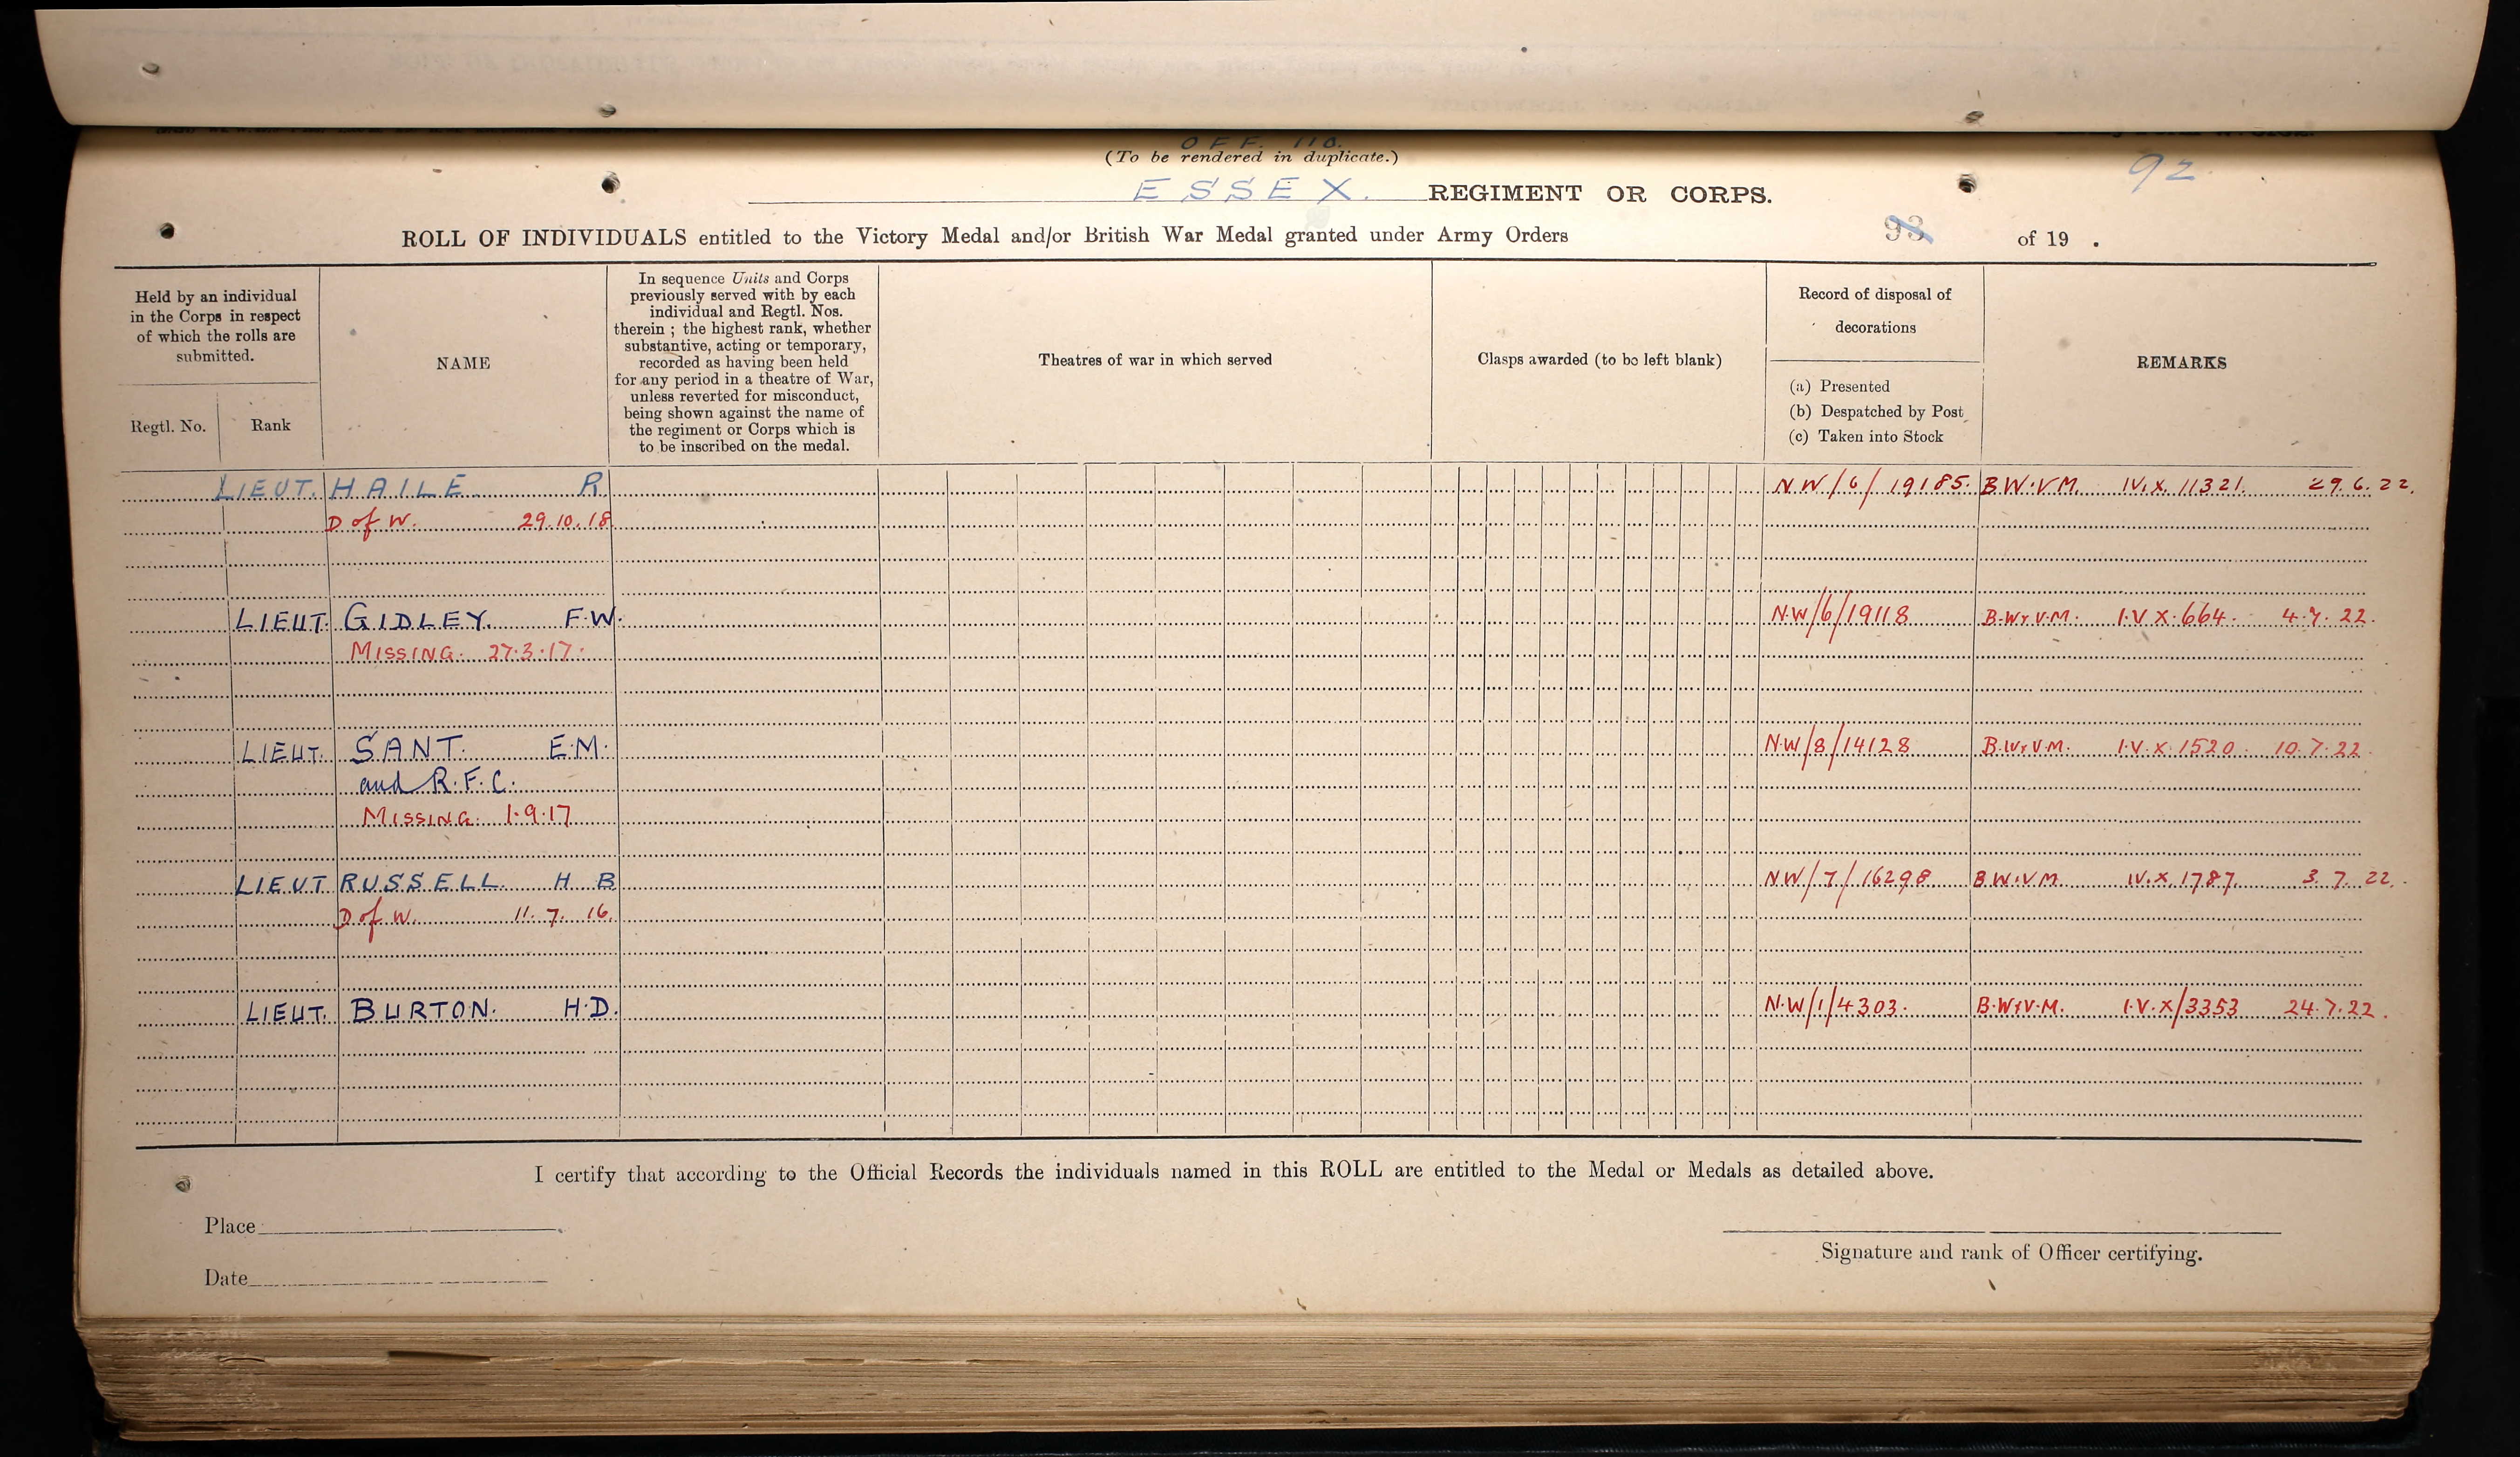 OFF. 110.
(To be rendered in duplicate.)
92
ESSEX. REGIMENT OR CORPS.
ROLL OF INDIVIDUALS entitled to the Victory Medal and/or British War Medal granted under Army Orders 93 of 19 .
Held by an individual
in the Corps in respect
of which the rolls are
submitted.
Regtl. No.
Rank
NAME
In sequence Units and Corps
previously served with by each
individual and Regtl. Nos.
therein ; the highest rank, whether
substantive, acting or temporary,
recorded as having been held
for any period in a theatre of War,
unless reverted for misconduct,
being shown against the name of
the regiment or Corps which is
to be inscribed on the medal.
Theatres of war in which served
Clasps awarded (to be left blank)
Record of disposal of
decorations
(a) Presented
(b) Despatched by Post
(c) Taken into Stock
REMARKS
LIEUT. HAILE R NW/6/19185. BW.VM. IV.X.11321. 29.6.22.
D of W. 29.10.18
LIEUT. GIDLEY. F.W. N.W/6/19118 B.W&V.M. I.V.X.664. 4.7.22.
MISSING. 27.3.17.
LIEUT. SANT. E.M. N.W/8/14128 B.W&V.M. I.V.X.1520. 10.7.22.
and R.F.C.
MISSING. 1.9.17
LIEUT RUSSELL. H B NW/7/16298. BW.VM. IV.X.1787. 3.7.22.
D of W. 11.7.16.
LIEUT. BURTON. H.D. N.W/1/4303. B.W&V.M. I.V.X/3353 24.7.22.
I certify that according to the Official Records the individuals named in this ROLL are entitled to the Medal or Medals as detailed above.
Place
Signature and rank of Officer certifying.
Date